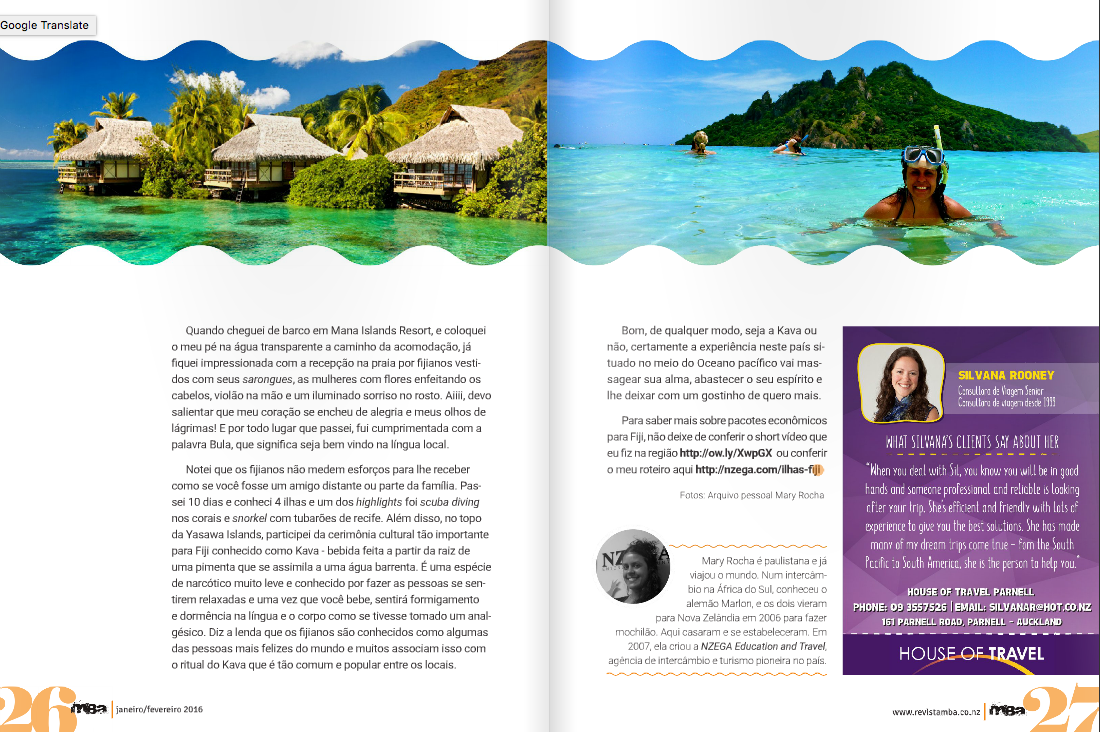 Google Translate
Quando cheguei de barco em Mana Islands Resort, e coloquei
o meu pé na água transparente a caminho da acomodação, já
fiquei impressionada com a recepção na praia por fijianos vesti-
dos com seus sarongues, as mulheres com flores enfeitando os
cabelos, violão na mão e um iluminado sorriso no rosto. Aiiii, devo
salientar que meu coração se encheu de alegria e meus olhos de
lágrimas! E por todo lugar que passei, fui cumprimentada com a
palavra Bula, que significa seja bem vindo na língua local.
Notei que os fijianos não medem esforços para lhe receber
como se você fosse um amigo distante ou parte da família. Pas-
sei 10 dias e conheci 4 ilhas e um dos highlights foi scuba diving
nos corais e snorkel com tubarões de recife. Além disso, no topo
da Yasawa Islands, participei da cerimônia cultural tão importante
para Fiji conhecido como Kava - bebida feita a partir da raiz de
uma pimenta que se assimila a uma água barrenta. É uma espécie
de narcótico muito leve e conhecido por fazer as pessoas se sen-
tirem relaxadas e uma vez que você bebe, sentirá formigamento
e dormência na língua e o corpo como se tivesse tomado um anal-
gésico. Diz a lenda que os fijianos são conhecidos como algumas
das pessoas mais felizes do mundo e muitos associam isso com
o ritual do Kava que é tão comum e popular entre os locais.
26 mBa janeiro/fevereiro 2016
Bom, de qualquer modo, seja a Kava ou
não, certamente a experiência neste país si-
tuado no meio do Oceano pacífico vai mas-
sagear sua alma, abastecer o seu espírito e
lhe deixar com um gostinho de quero mais.
Para saber mais sobre pacotes econômicos
para Fiji, não deixe de conferir o short vídeo que
eu fiz na região http://ow.ly/XwpGX ou conferir
o meu roteiro aqui http://nzega.com/Ilhas-fiji
Fotos: Arquivo pessoal Mary Rocha
NZ
Mary Rocha é paulistana e já
viajou o mundo. Num intercâm-
bio na África do Sul, conheceu o
alemão Marlon, e os dois vieram
para Nova Zelândia em 2006 para fazer
mochilão. Aqui casaram e se estabeleceram. Em
2007, ela criou a NZEGA Education and Travel,
agência de intercâmbio e turismo pioneira no país.
SILVANA ROONEY
Consultora de Viagem Senior
Consultora de viagem desde 1999
WHAT SILVANA'S CLIENTS SAY ABOUT HER
"When you deal with Sil, you know you will be in good
hands and someone professional and reliable is looking
after your trip. She's efficient and friendly with lots of
experience to give you the best solutions. She has made
many of my dream trips come true – fom the South
Pacific to South America, she is the person to help you."
HOUSE OF TRAVEL PARNELL
PHONE: 09 3557526 | EMAIL: SILVANAR@HOT.CO.NZ
161 PARNELL ROAD, PARNELL – AUCKLAND
HOUSE OF TRAVEL
www.revistamba.co.nz mBa 27